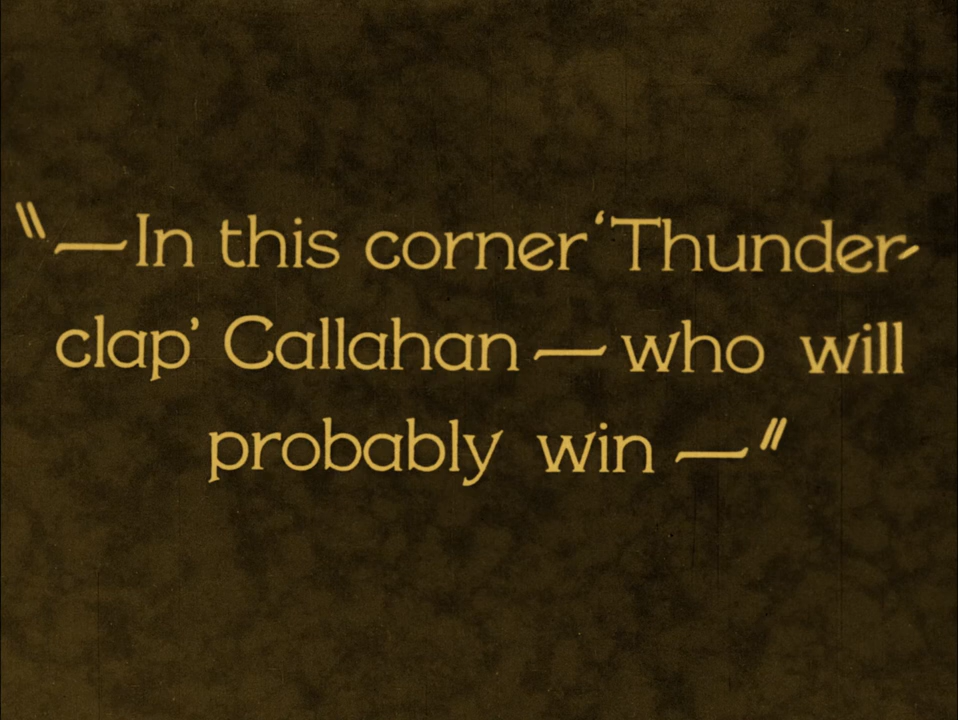 "—In this corner 'Thunder-
clap' Callahan — who will
probably win —"